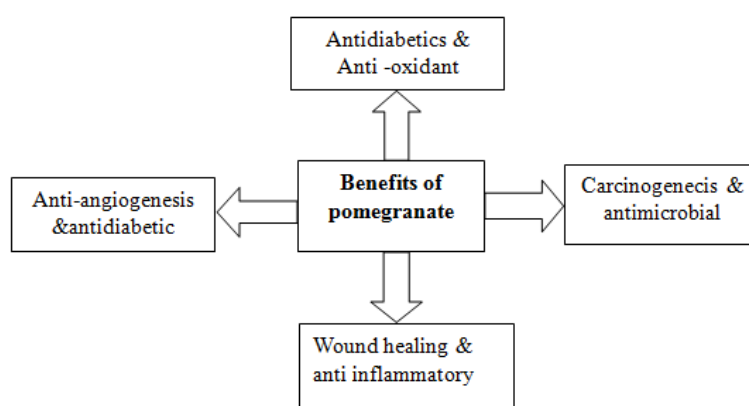 Antidiabetics &
Anti -oxidant
Benefits of
pomegranate
Anti-angiogenesis
&antidiabetic
Carcinogenecis &
antimicrobial
Wound healing &
anti inflammatory